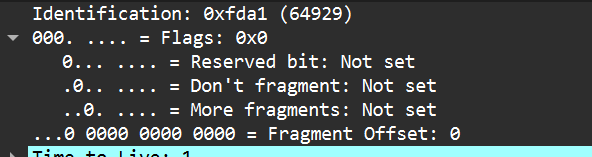 Identification: 0xfda1 (64929)
000. .... = Flags: 0x0
0... .... = Reserved bit: Not set
.0.. .... = Don't fragment: Not set
..0. .... = More fragments: Not set
...0 0000 0000 0000 = Fragment Offset: 0
Time to Live: 1